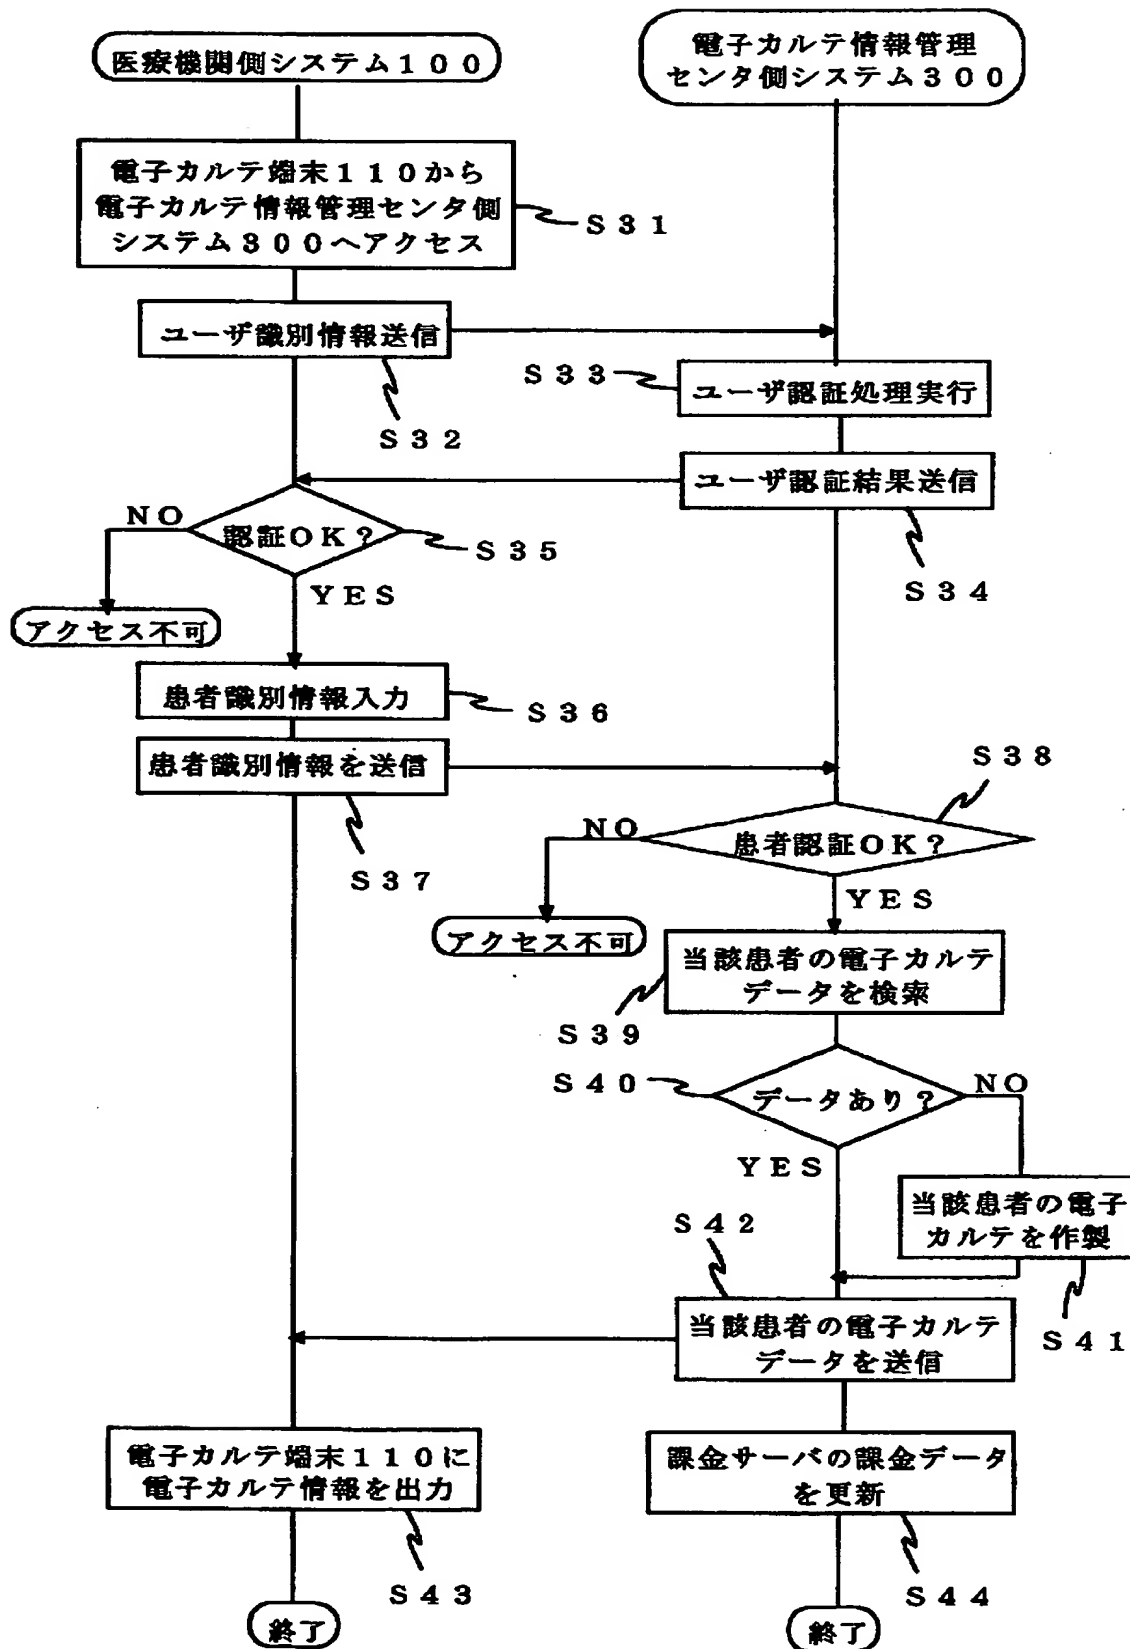 医療機関側システム１００
電子カルテ情報管理
センタ側システム３００
電子カルテ端末１１０から
電子カルテ情報管理センタ側
システム３００へアクセス
Ｓ３１
ユーザ識別情報送信
Ｓ３２
Ｓ３３
ユーザ認証処理実行
ユーザ認証結果送信
Ｓ３４
ＮＯ
認証ＯＫ？
Ｓ３５
ＹＥＳ
アクセス不可
患者識別情報入力
Ｓ３６
患者識別情報を送信
Ｓ３７
Ｓ３８
ＮＯ
患者認証ＯＫ？
ＹＥＳ
アクセス不可
当該患者の電子カルテ
データを検索
Ｓ３９
Ｓ４０
データあり？
ＮＯ
ＹＥＳ
当該患者の電子
カルテを作製
Ｓ４１
Ｓ４２
当該患者の電子カルテ
データを送信
電子カルテ端末１１０に
電子カルテ情報を出力
Ｓ４３
課金サーバの課金データ
を更新
Ｓ４４
終了
終了